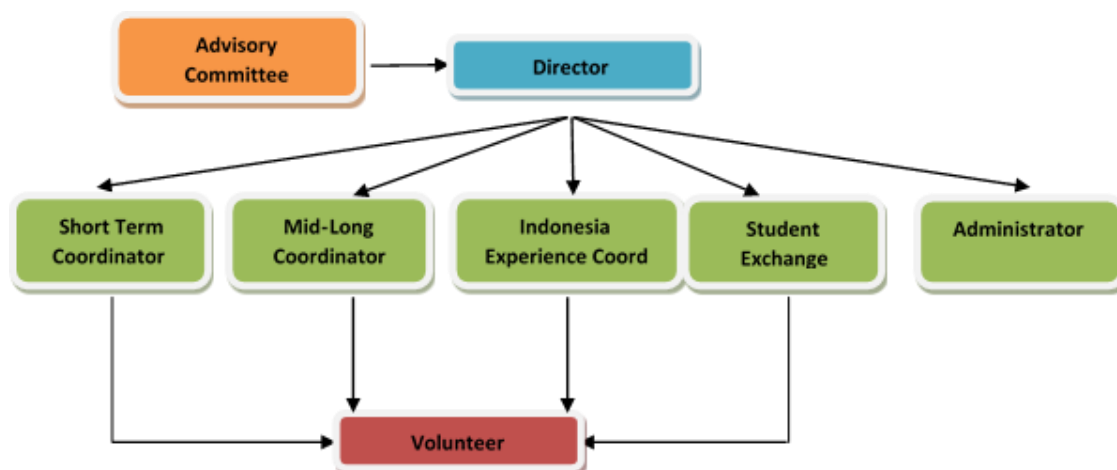 Advisory
Committee
Director
Short Term
Coordinator
Mid-Long
Coordinator
Indonesia
Experience Coord
Student
Exchange
Administrator
Volunteer